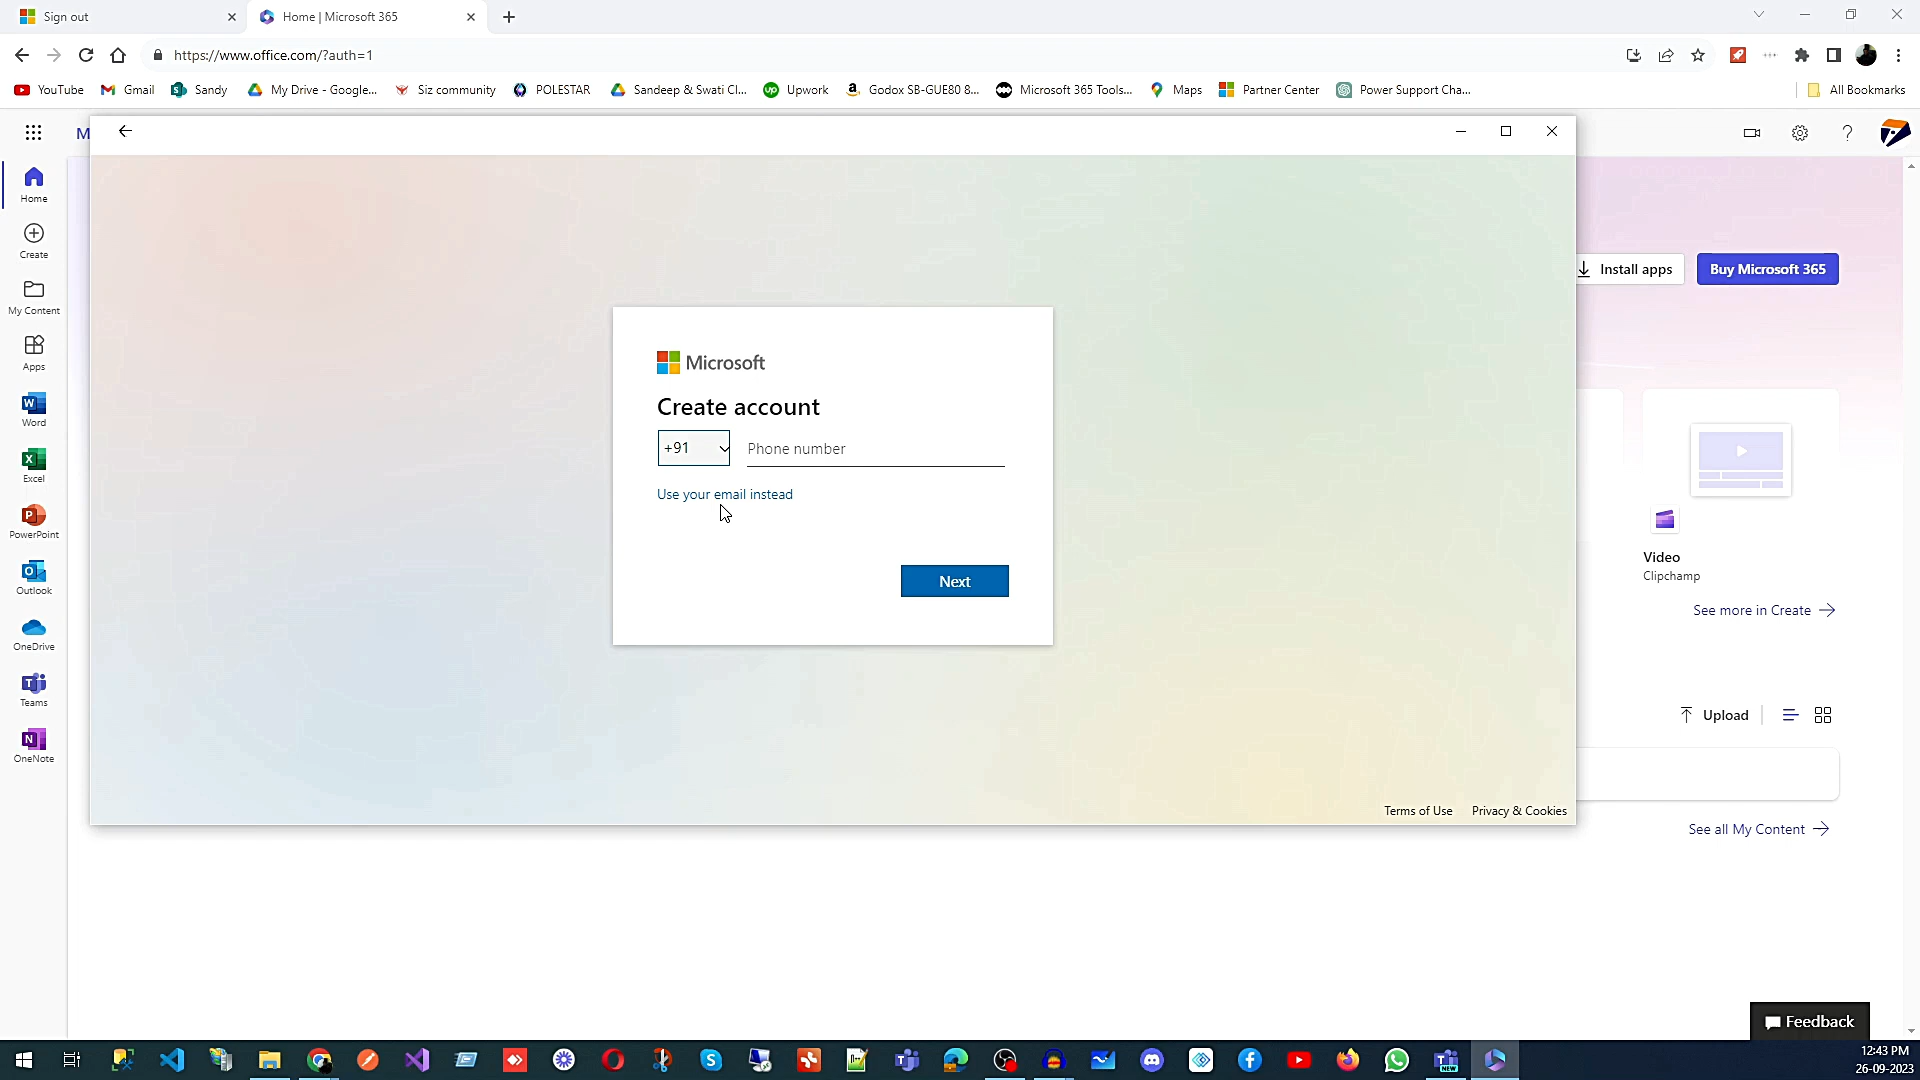 Sign out
Home | Microsoft 365
https://www.office.com/?auth=1
YouTube
Gmail
Sandy
My Drive - Google...
Siz community
POLESTAR
Sandeep & Swati Cl...
Upwork
Godox SB-GUE80 8...
Microsoft 365 Tools...
Maps
Partner Center
Power Support Cha...
All Bookmarks
M
Home
Create
My Content
Apps
Word
Excel
PowerPoint
Outlook
OneDrive
Teams
OneNote
Microsoft
Create account
+91
Phone number
Use your email instead
Next
Terms of Use
Privacy & Cookies
Install apps
Buy Microsoft 365
Video
Clipchamp
See more in Create
Upload
See all My Content
Feedback
12:43 PM
26-09-2023